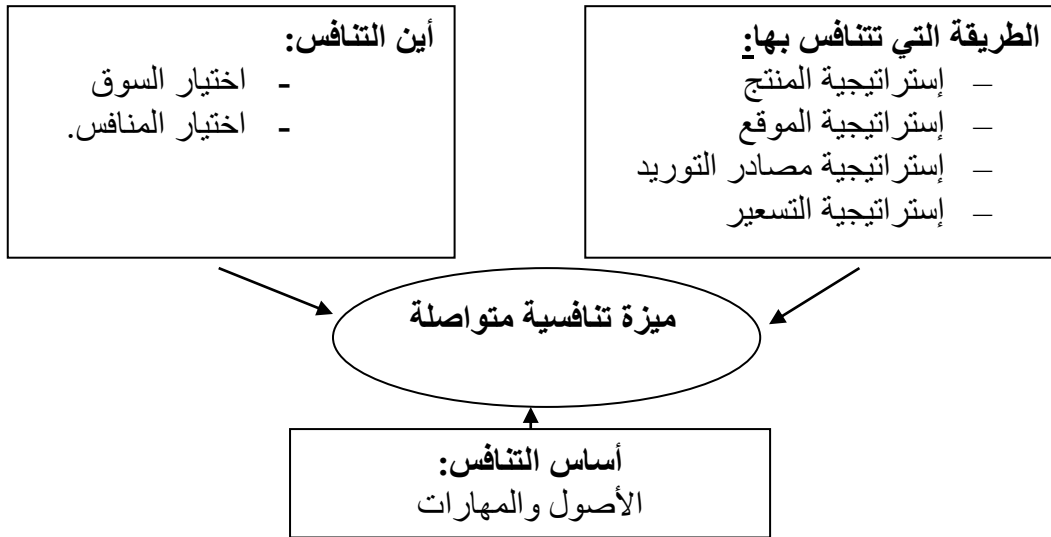 الطريقة التي تتنافس بها:
– إستراتيجية المنتج
– إستراتيجية الموقع
– إستراتيجية مصادر التوريد
– إستراتيجية التسعير
أين التنافس:
- اختيار السوق
- اختيار المنافس.
ميزة تنافسية متواصلة
أساس التنافس:
الأصول والمهارات